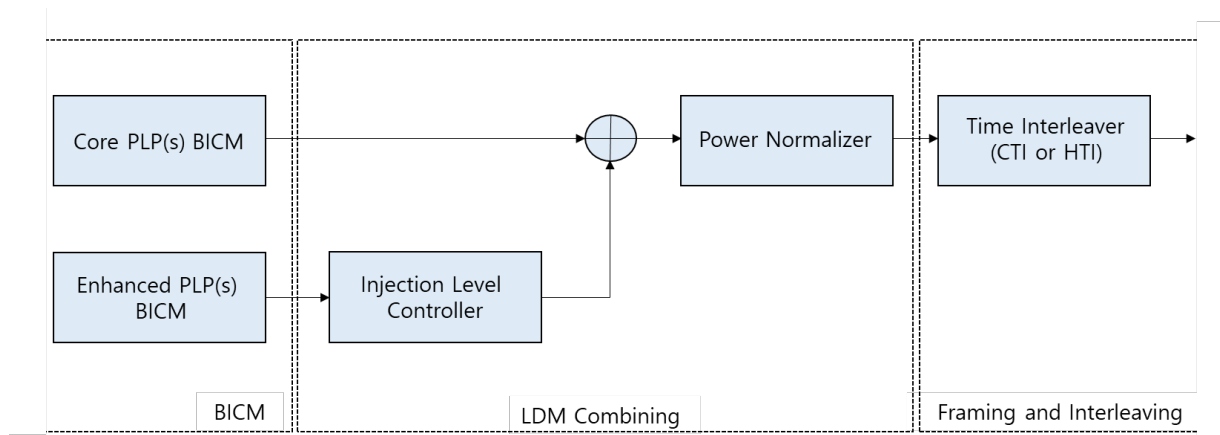 Core PLP(s) BICM
Power Normalizer
Time Interleaver
(CTI or HTI)
Enhanced PLP(s)
BICM
Injection Level
Controller
BICM
LDM Combining
Framing and Interleaving